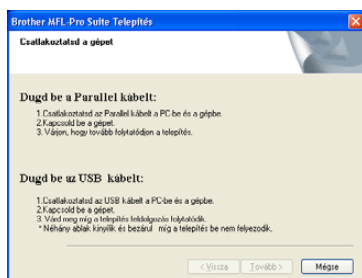 Brother MFL-Pro Suite Telepítés
Csatlakoztatsd a gépet
Dugd be a Parallel kábelt:
1.Csatlakoztatsd az Parallel kábelt a PC-be és a gépbe.
2.Kapcsold be a gépet.
3. Várjon, hogy tovább folytatódjon a telepítés.
Dugd be az USB kábelt:
1.Csatlakoztatsd az USB kábelt a PC-be és a gépbe.
2.Kapcsold be a gépet.
3. Várd meg míg a telepítés feldolgozás folytatódik.
* Néhány ablak kinyílik és bezárul míg a telepítés be nem fejyezodik.
< Vissza Tovább > Mégse